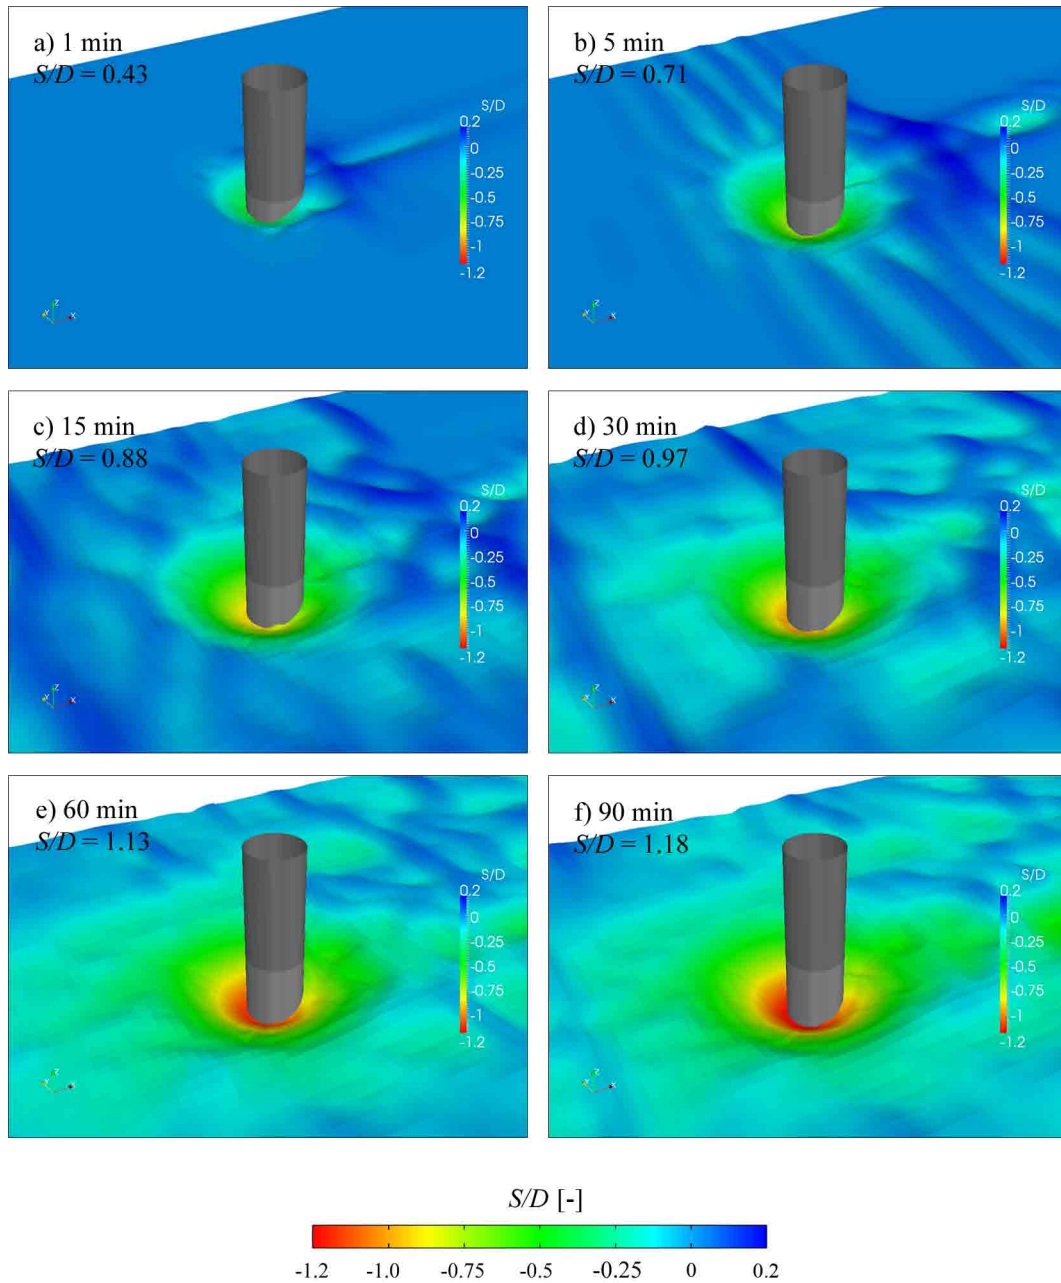 a) 1 min
S/D = 0.43
S/D
0.2
0
-0.25
-0.5
-0.75
-1
-1.2
Y
Z
X
b) 5 min
S/D = 0.71
S/D
0.2
0
-0.25
-0.5
-0.75
-1
-1.2
Y
Z
X
c) 15 min
S/D = 0.88
S/D
0.2
0
-0.25
-0.5
-0.75
-1
-1.2
Y
Z
X
d) 30 min
S/D = 0.97
S/D
0.2
0
-0.25
-0.5
-0.75
-1
-1.2
Y
Z
X
e) 60 min
S/D = 1.13
S/D
0.2
0
-0.25
-0.5
-0.75
-1
-1.2
Y
Z
X
f) 90 min
S/D = 1.18
S/D
0.2
0
-0.25
-0.5
-0.75
-1
-1.2
Y
Z
X
S/D [-]
-1.2 -1.0 -0.75 -0.5 -0.25 0 0.2